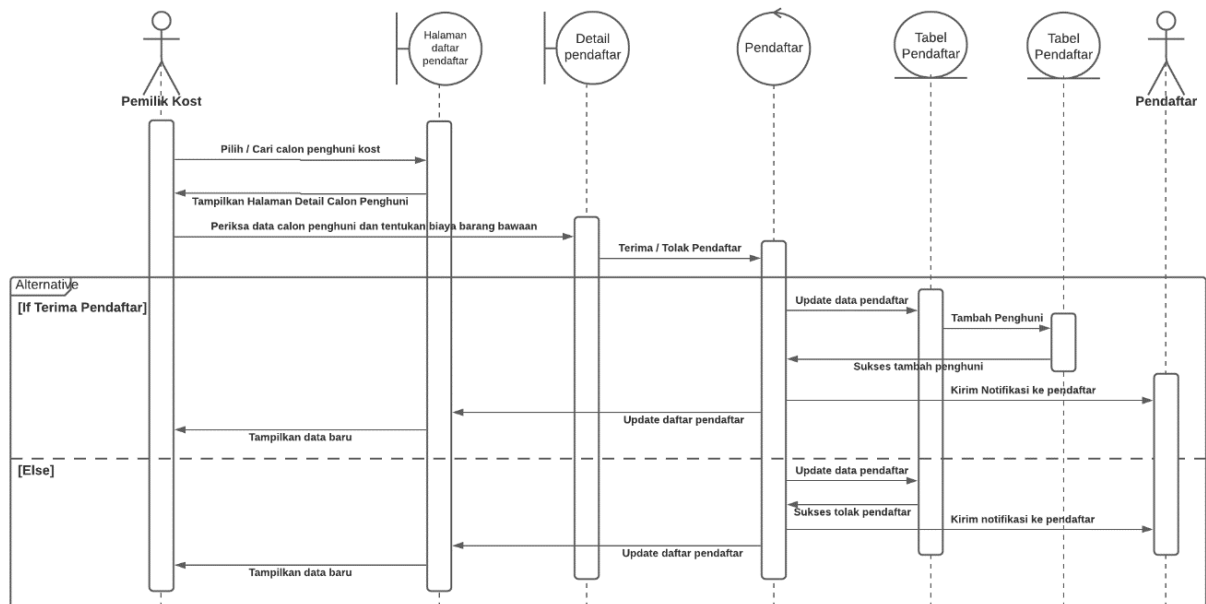 Halaman
daftar
pendaftar
Detail
pendaftar
Pendaftar
Tabel
Pendaftar
Tabel
Pendaftar
Pemilik Kost
Pendaftar
Pilih / Cari calon penghuni kost
Tampilkan Halaman Detail Calon Penghuni
Periksa data calon penghuni dan tentukan biaya barang bawaan
Terima / Tolak Pendaftar
Alternative
[If Terima Pendaftar]
Update data pendaftar
Tambah Penghuni
Sukses tambah penghuni
Kirim Notifikasi ke pendaftar
Update daftar pendaftar
Tampilkan data baru
[Else]
Update data pendaftar
Sukses tolak pendaftar
Kirim notifikasi ke pendaftar
Update daftar pendaftar
Tampilkan data baru